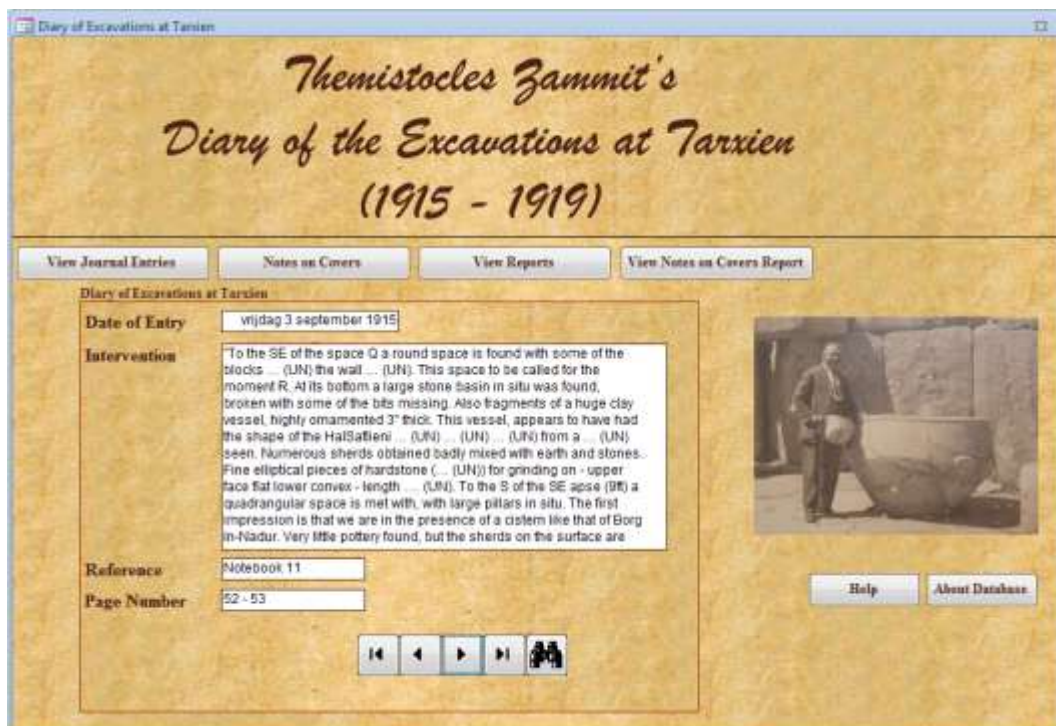 Diary of Excavations at Tarxien
Themistocles Zammit's
Diary of the Excavations at Tarxien
(1915 - 1919)
View Journal Entries
Notes on Covers
View Reports
View Notes on Covers Report
Diary of Excavations at Tarxien
Date of Entry
vrijdag 3 september 1915
Intervention
"To the SE of the space Q a round space is found with some of the
blocks ... (UN) the wall ... (UN). This space to be called for the
moment R. At its bottom a large stone basin in situ was found,
broken with some of the bits missing. Also fragments of a huge clay
vessel, highly ornamented 3" thick. This vessel, appears to have had
the shape of the HalSaflieni ... (UN) ... (UN) ... (UN) from a ... (UN)
seen. Numerous sherds obtained badly mixed with earth and stones.
Fine elliptical pieces of hardstone (... (UN)) for grinding on - upper
face flat lower convex - length ... (UN). To the S of the SE apse (9ft) a
quadrangular space is met with, with large pillars in situ. The first
impression is that we are in the presence of a cistern like that of Borg
in-Nadur. Very little pottery found, but the sherds on the surface are
Reference
Notebook 11
Page Number
52 - 53
Help
About Database